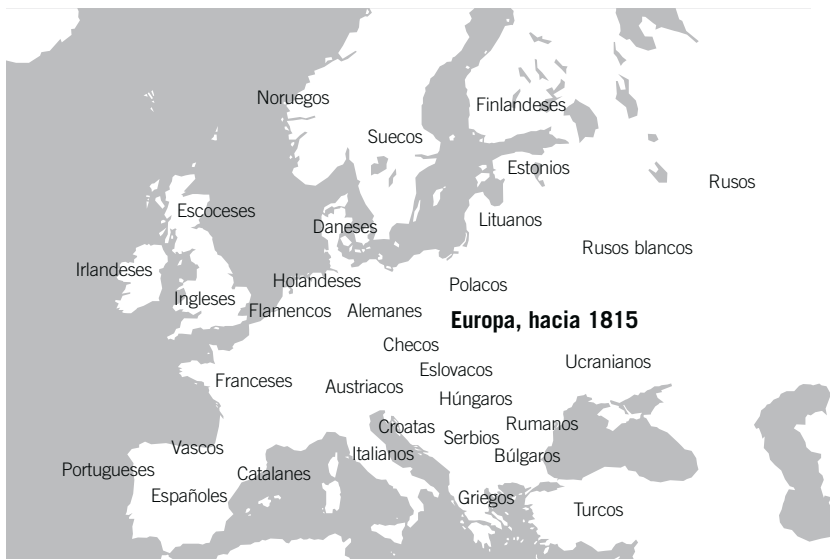 Noruegos
Finlandeses
Suecos
Estonios
Rusos
Escoceses
Lituanos
Daneses
Rusos blancos
Irlandeses
Holandeses
Polacos
Ingleses
Flamencos
Alemanes
Europa, hacia 1815
Checos
Ucranianos
Eslovacos
Franceses
Austriacos
Húngaros
Rumanos
Croatas
Serbios
Vascos
Italianos
Búlgaros
Portugueses
Catalanes
Españoles
Griegos
Turcos